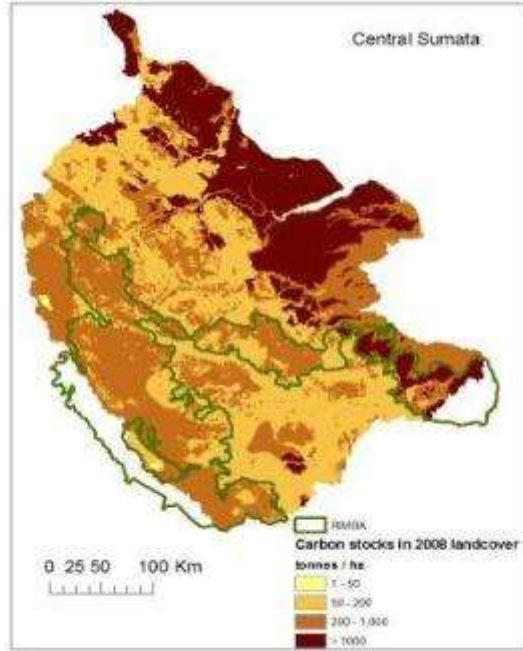 Central Sumata
RIMBA
Carbon stocks in 2008 landcover
tonnes / ha
1 - 50
50 - 200
200 - 1,000
> 1000
0 25 50 100 Km